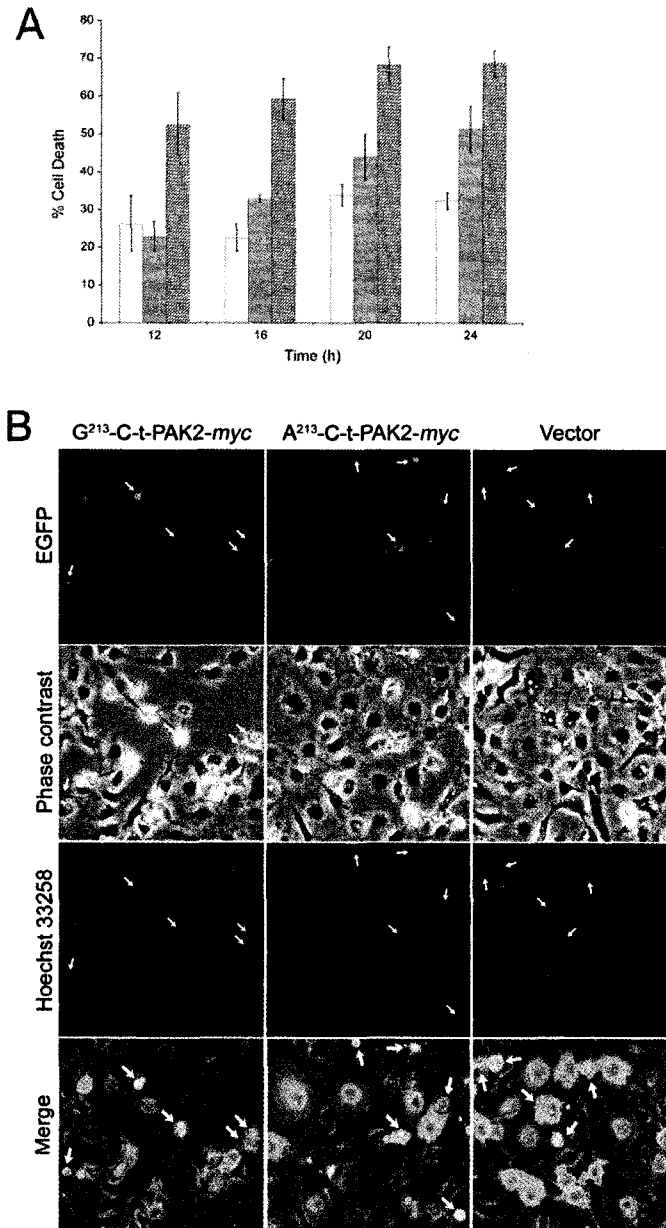 A
80
70
60
50
40
30
20
10
0
% Cell Death
12 16 20 24
Time (h)
B
G²¹³-C-t-PAK2-myc A²¹³-C-t-PAK2-myc Vector
EGFP
Phase contrast
Hoechst 33258
Merge